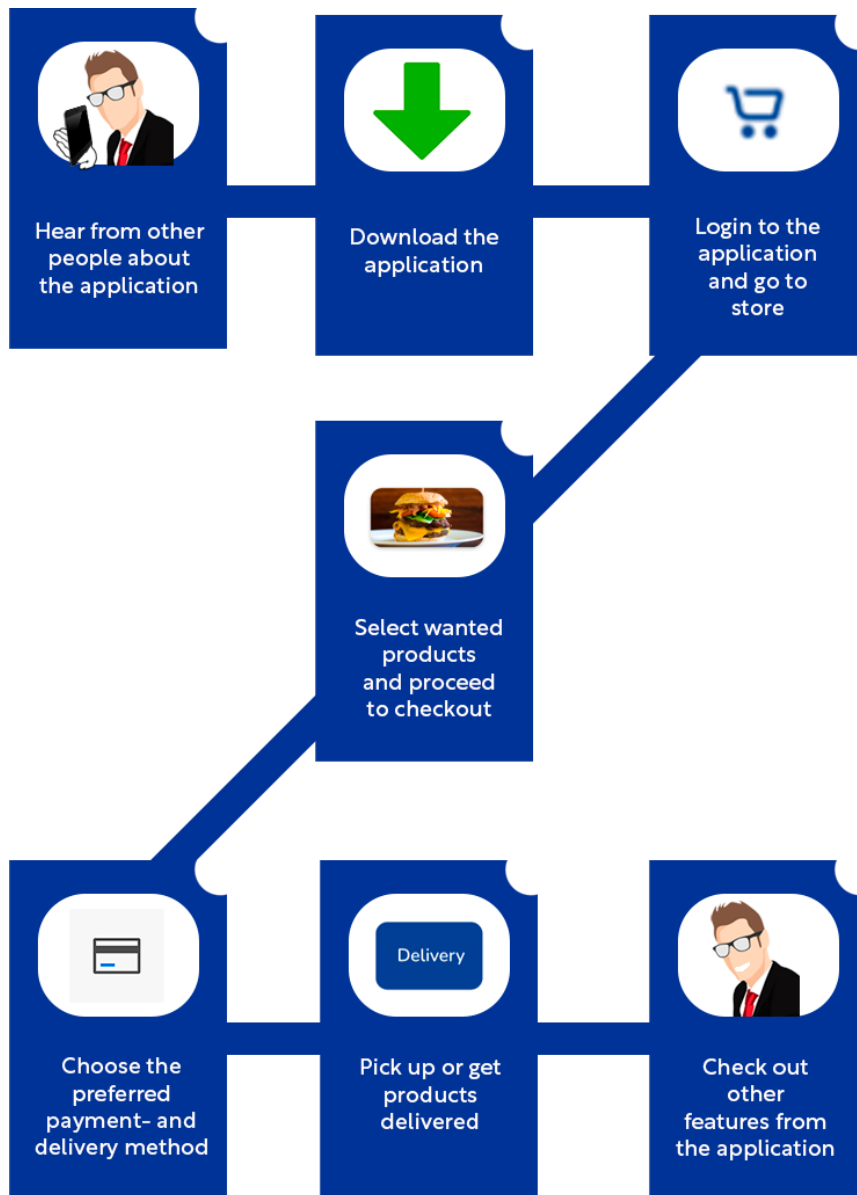 Hear from other
people about
the application
Download the
application
Login to the
application
and go to
store
Select wanted
products
and proceed
to checkout
Choose the
preferred
payment- and
delivery method
Delivery
Pick up or get
products
delivered
Check out
other
features from
the application